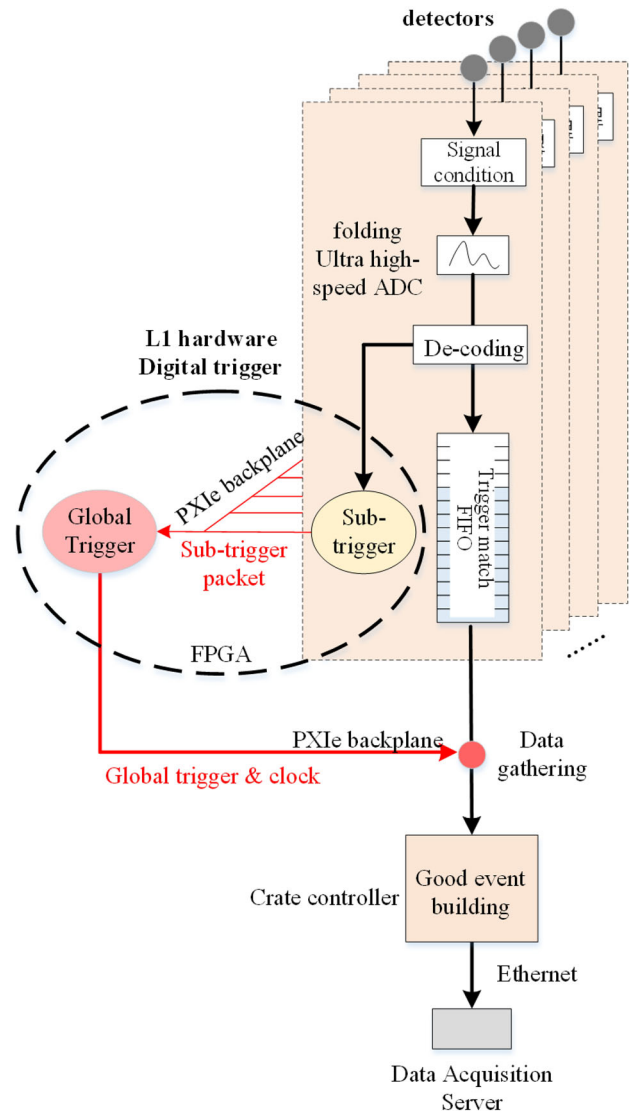 detectors
Signal
condition
folding
Ultra high-
speed ADC
De-coding
L1 hardware
Digital trigger
PXIe backplane
Global
Trigger
Sub-
trigger
Trigger match
FIFO
Sub-trigger
packet
FPGA
......
PXIe backplane
Data
gathering
Global trigger & clock
Crate controller
Good event
building
Ethernet
Data Acquisition
Server